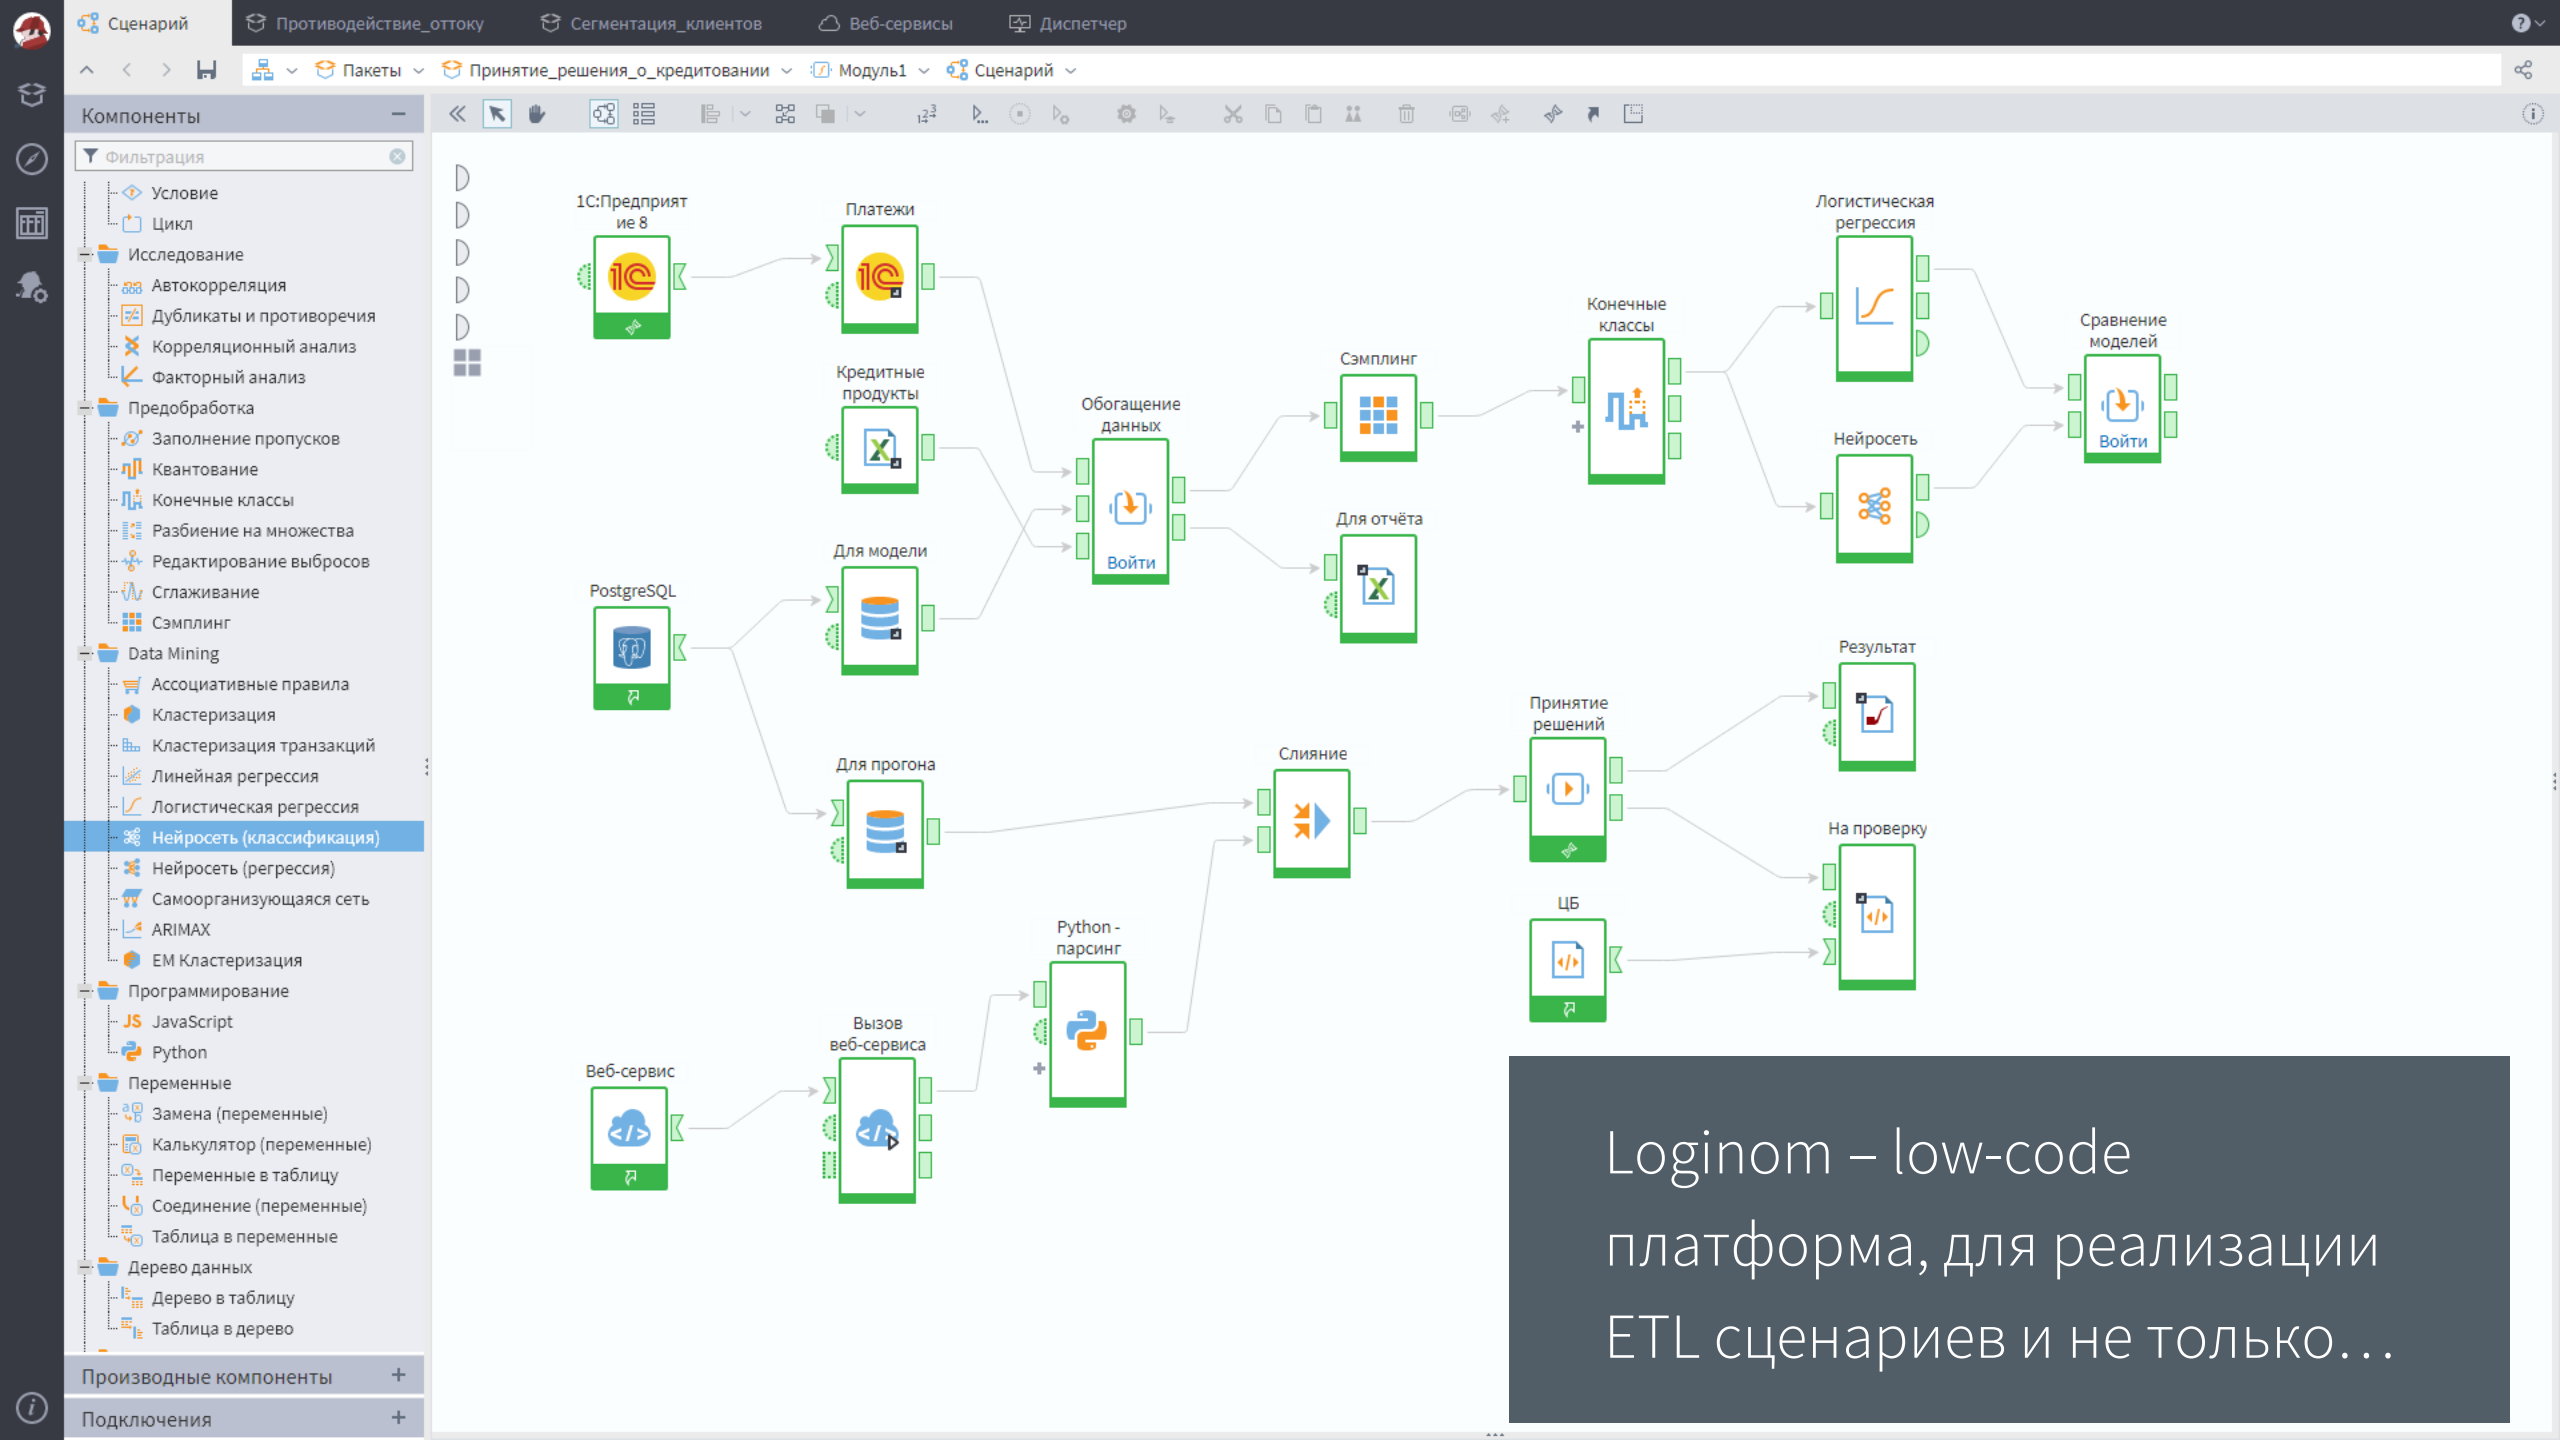 Сценарий
Противодействие_оттоку
Сегментация_клиентов
Веб-сервисы
Диспетчер
Пакеты
Принятие_решения_о_кредитовании
Модуль1
Сценарий
Компоненты
Фильтрация
Условие
Цикл
Исследование
Автокорреляция
Дубликаты и противоречия
Корреляционный анализ
Факторный анализ
Предобработка
Заполнение пропусков
Квантование
Конечные классы
Разбиение на множества
Редактирование выбросов
Сглаживание
Сэмплинг
Data Mining
Ассоциативные правила
Кластеризация
Кластеризация транзакций
Линейная регрессия
Логистическая регрессия
Нейросеть (классификация)
Нейросеть (регрессия)
Самоорганизующаяся сеть
ARIMAX
EM Кластеризация
Программирование
JS JavaScript
Python
Переменные
Замена (переменные)
Калькулятор (переменные)
Переменные в таблицу
Соединение (переменные)
Таблица в переменные
Дерево данных
Дерево в таблицу
Таблица в дерево
Производные компоненты
Подключения
1С:Предприят
ие 8
Платежи
Кредитные
продукты
Для модели
PostgreSQL
Для прогона
Обогащение
данных
Войти
Сэмплинг
Для отчёта
Конечные
классы
Логистическая
регрессия
Нейросеть
Сравнение
моделей
Войти
Слияние
Принятие
решений
Результат
На проверку
ЦБ
Python -
парсинг
Вызов
веб-сервиса
Веб-сервис
Loginom – low-code
платформа, для реализации
ETL сценариев и не только…